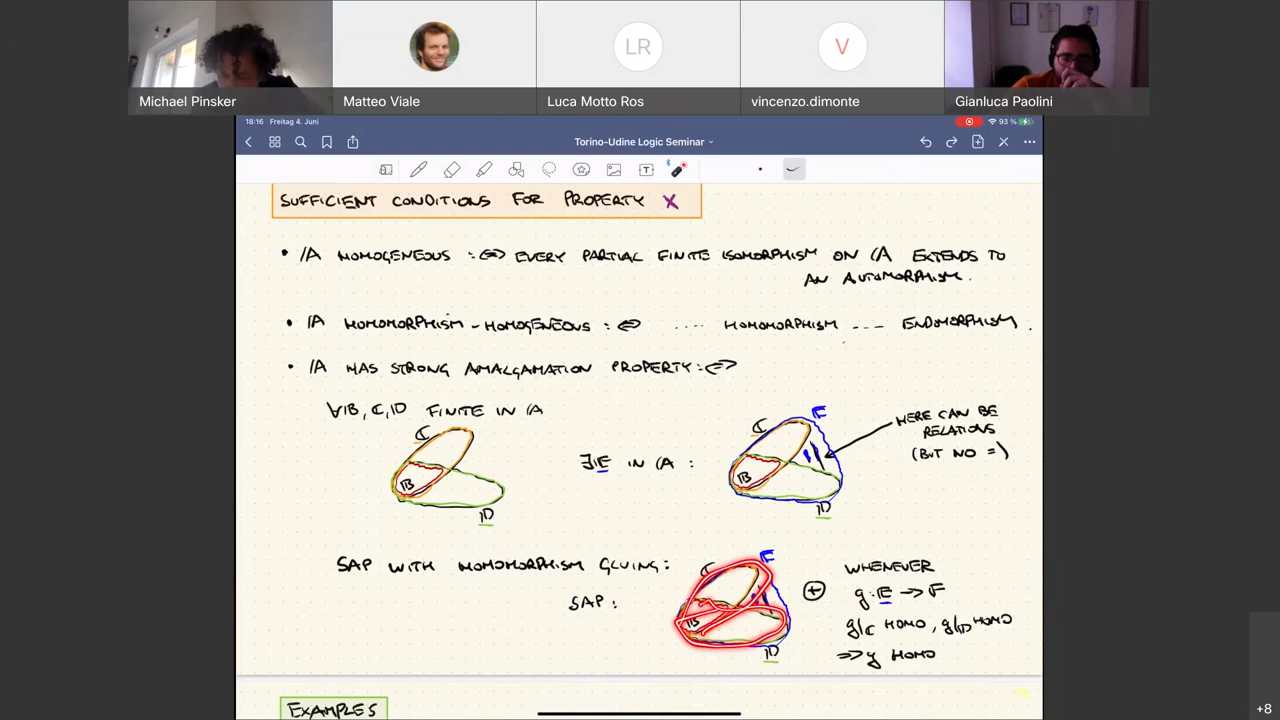 LR
V
Michael Pinsker
Matteo Viale
Luca Motto Ros
vincenzo.dimonte
Gianluca Paolini
18:16 Freitag 4. Juni
93 %
Torino-Udine Logic Seminar
SUFFICIENT CONDITIONS FOR PROPERTY X
• 𝔸 HOMOGENEOUS :⇔ EVERY PARTIAL FINITE ISOMORPHISM ON 𝔸 EXTENDS TO
AN AUTOMORPHISM.
• 𝔸 HOMOMORPHISM-HOMOGENEOUS :⇔ .... HOMOMORPHISM --- ENDOMORPHISM.
• 𝔸 HAS STRONG AMALGAMATION PROPERTY :⇔
∀𝔹, ℂ, 𝔻 FINITE IN 𝔸
ℂ
𝔹
𝔻
∃𝔼 IN 𝔸 :
ℂ
𝔼
𝔹
𝔻
HERE CAN BE
RELATIONS
(BUT NO =)
SAP WITH HOMOMORPHISM GLUING:
SAP:
ℂ
𝔼
𝔹
𝔻
⊕
WHENEVER
g: 𝔼 → 𝔽
g|ℂ HOMO, g|𝔻 HOMO
⇒ g HOMO
EXAMPLES
+8